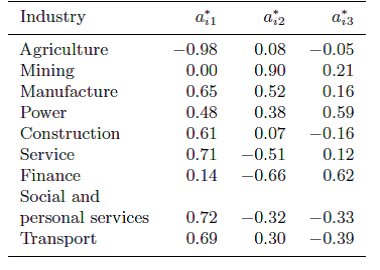 Industry a*i1 a*i2 a*i3
Agriculture −0.98 0.08 −0.05
Mining 0.00 0.90 0.21
Manufacture 0.65 0.52 0.16
Power 0.48 0.38 0.59
Construction 0.61 0.07 −0.16
Service 0.71 −0.51 0.12
Finance 0.14 −0.66 0.62
Social and
personal services 0.72 −0.32 −0.33
Transport 0.69 0.30 −0.39